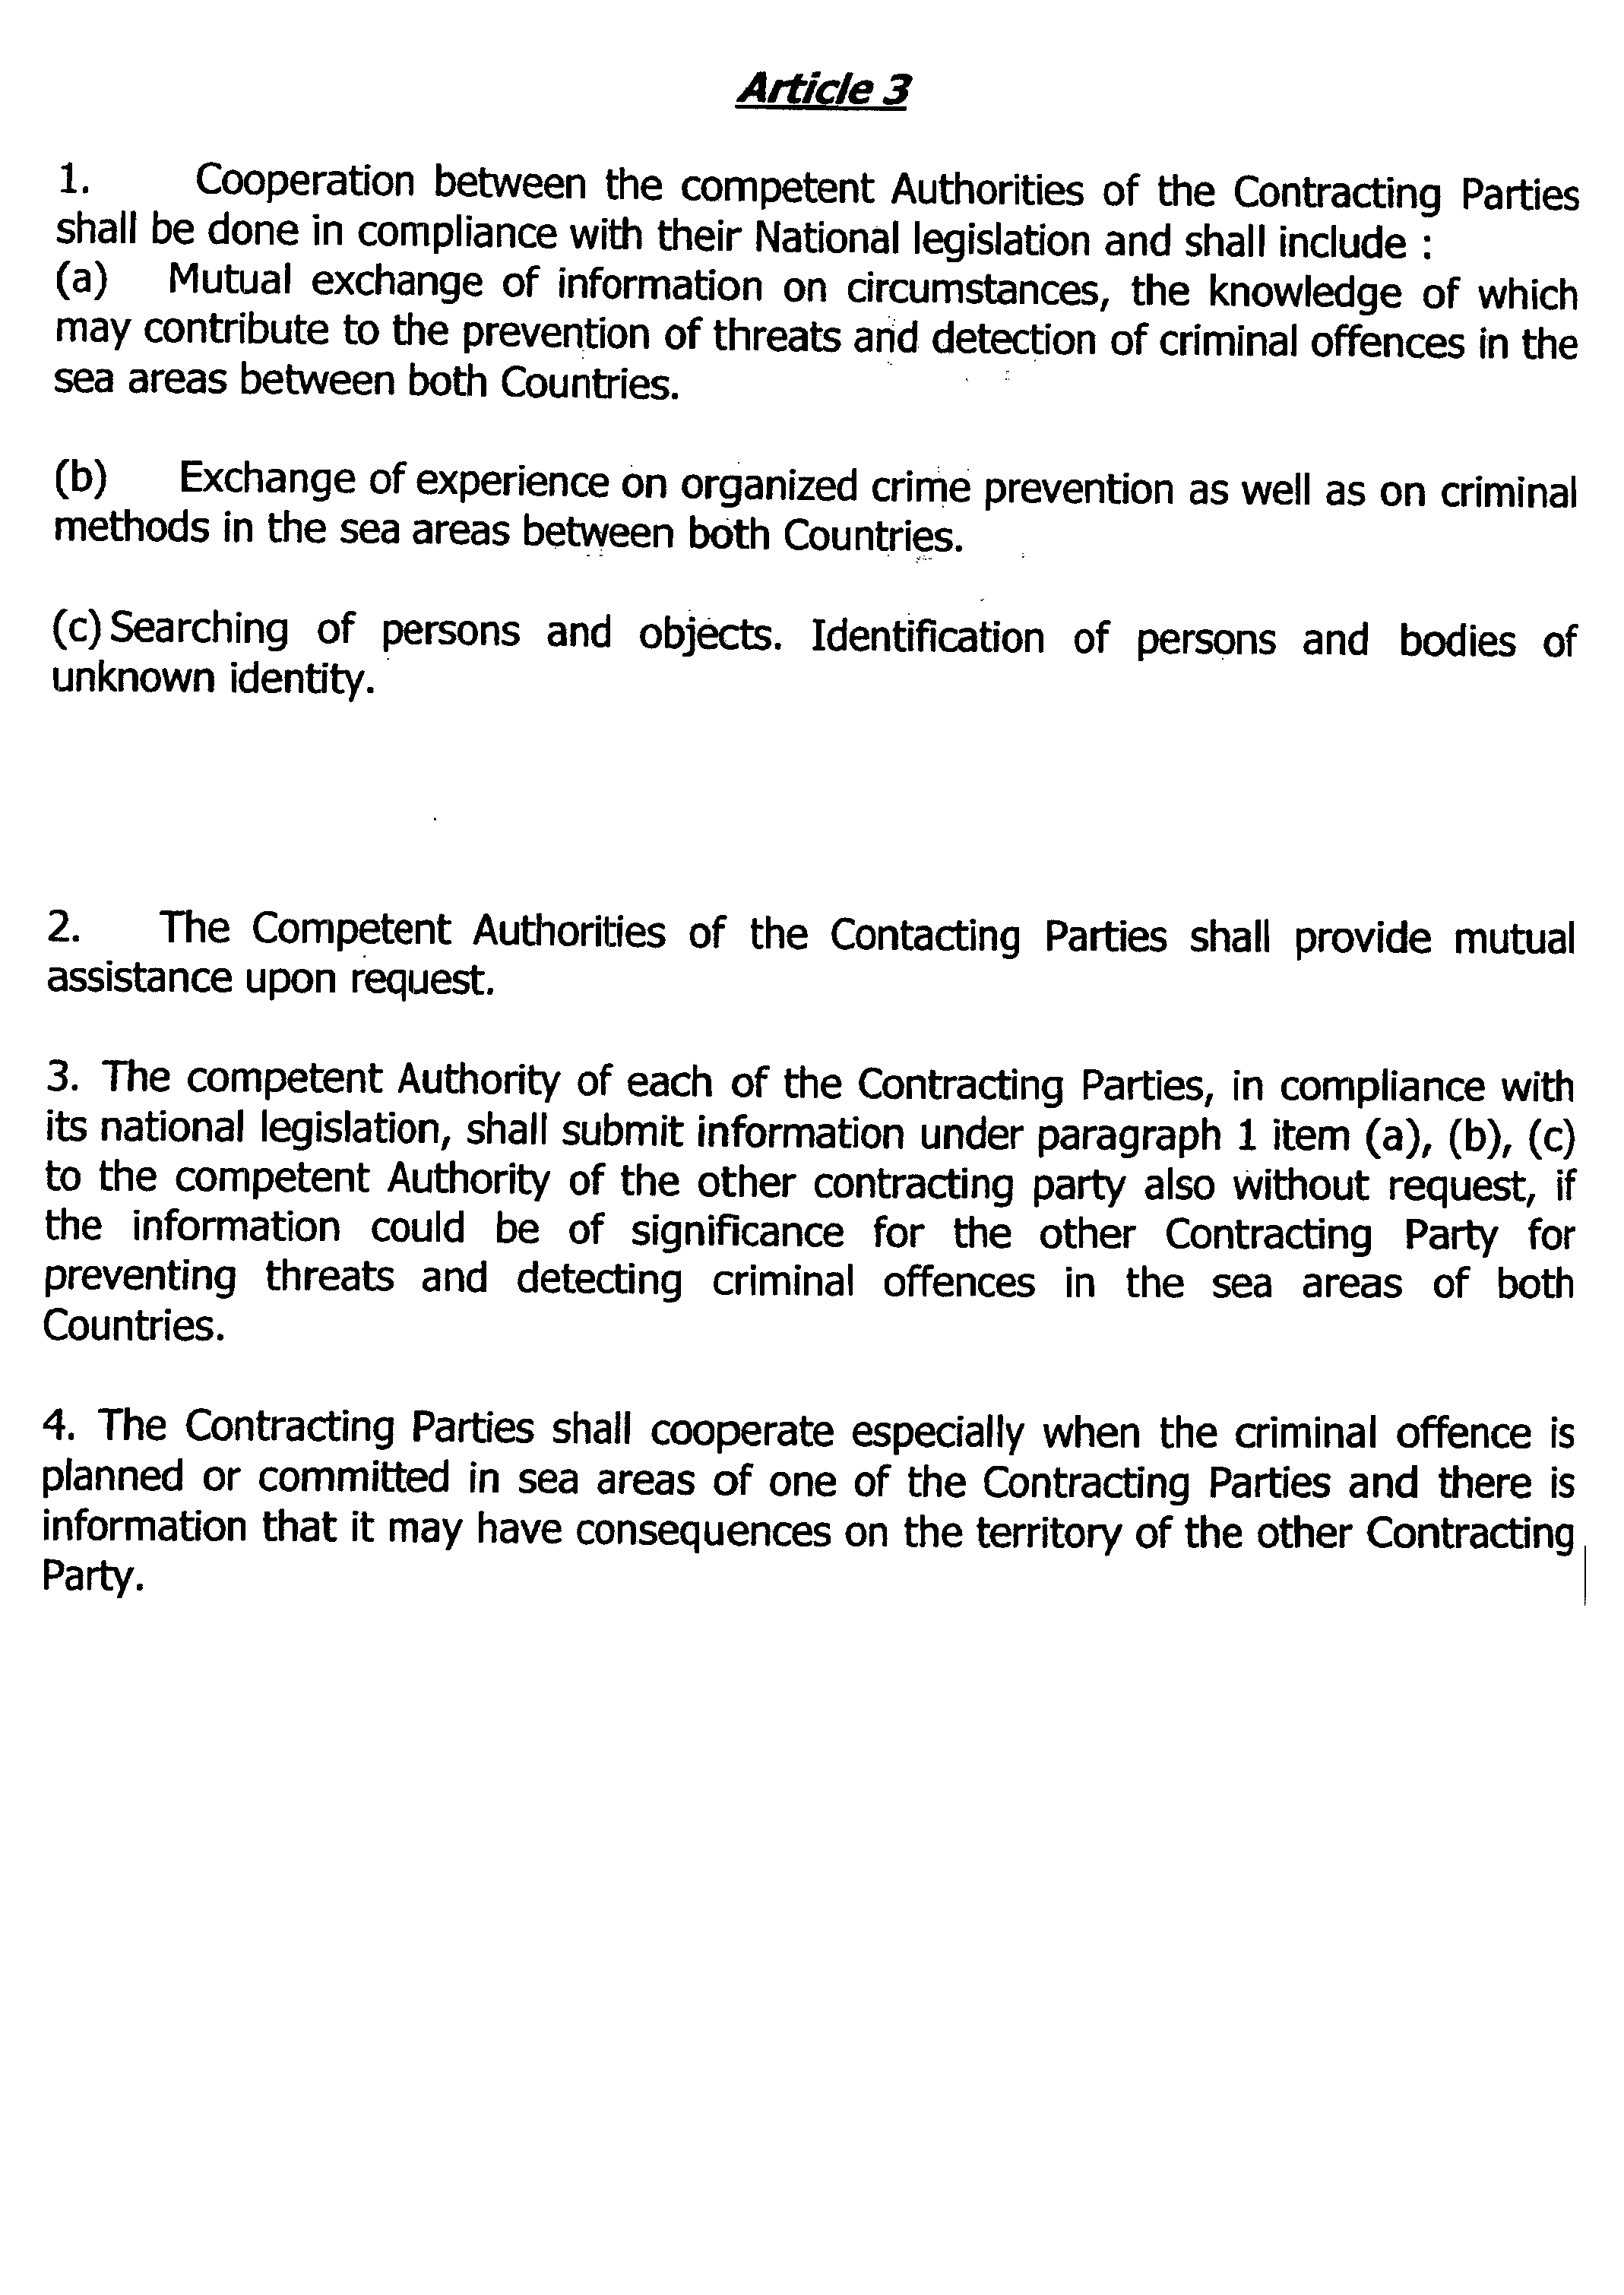 Article 3
1. Cooperation between the competent Authorities of the Contracting Parties
shall be done in compliance with their National legislation and shall include :
(a) Mutual exchange of information on circumstances, the knowledge of which
may contribute to the prevention of threats and detection of criminal offences in the
sea areas between both Countries.
(b) Exchange of experience on organized crime prevention as well as on criminal
methods in the sea areas between both Countries.
(c) Searching of persons and objects. Identification of persons and bodies of
unknown identity.
2. The Competent Authorities of the Contacting Parties shall provide mutual
assistance upon request.
3. The competent Authority of each of the Contracting Parties, in compliance with
its national legislation, shall submit information under paragraph 1 item (a), (b), (c)
to the competent Authority of the other contracting party also without request, if
the information could be of significance for the other Contracting Party for
preventing threats and detecting criminal offences in the sea areas of both
Countries.
4. The Contracting Parties shall cooperate especially when the criminal offence is
planned or committed in sea areas of one of the Contracting Parties and there is
information that it may have consequences on the territory of the other Contracting
Party.